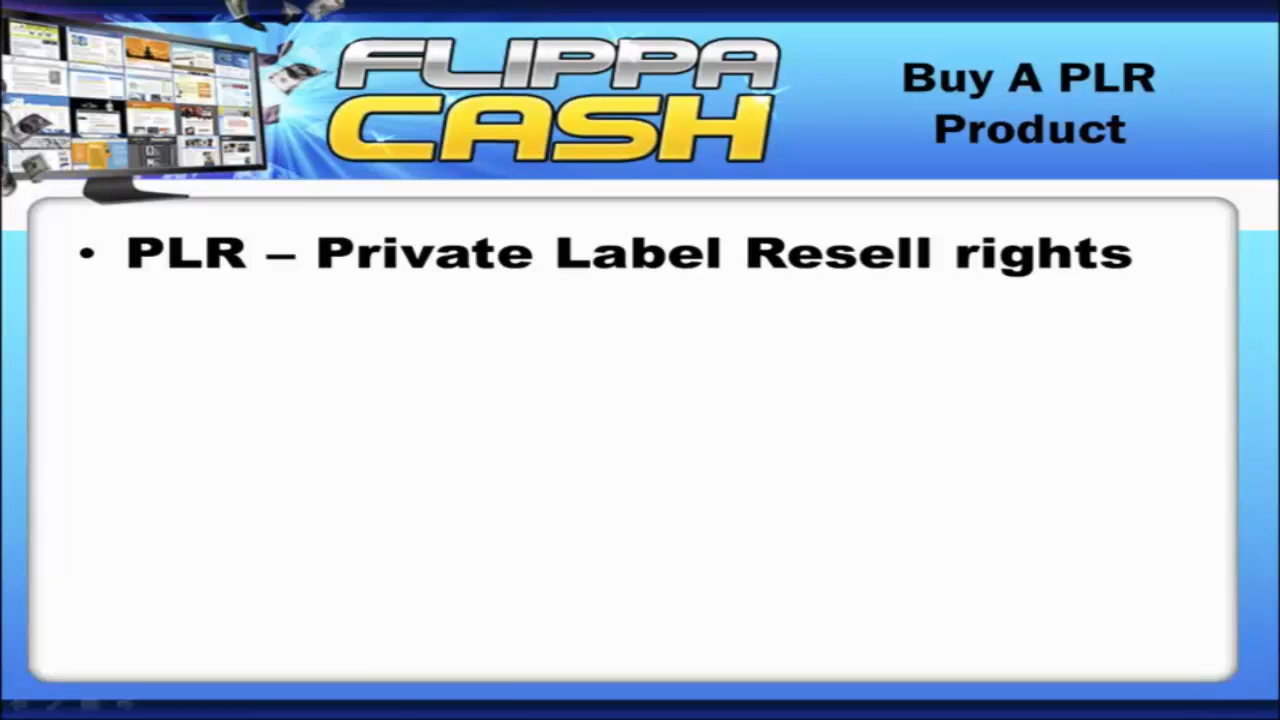 FLIPPA
CASH
Buy A PLR
Product
• PLR – Private Label Resell rights